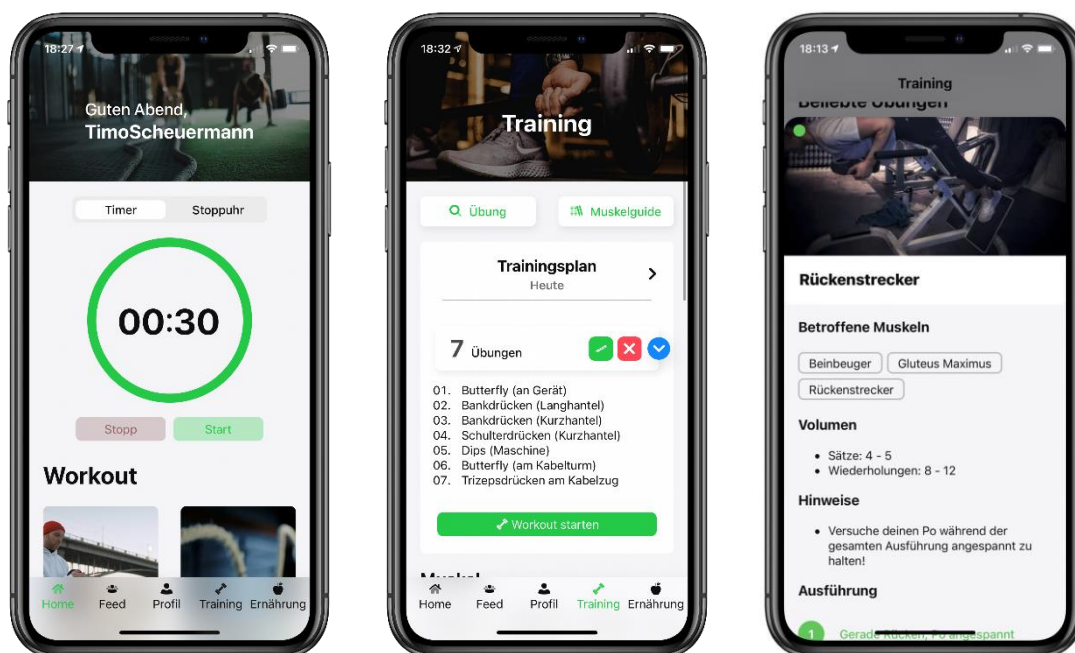 18:27
Guten Abend,
TimoScheuermann
Timer
Stoppuhr
00:30
Stopp
Start
Workout
Home
Feed
Profil
Training
Ernährung
18:32
Training
Übung
Muskelguide
Trainingsplan
Heute
7 Übungen
01. Butterfly (an Gerät)
02. Bankdrücken (Langhantel)
03. Bankdrücken (Kurzhantel)
04. Schulterdrücken (Kurzhantel)
05. Dips (Maschine)
06. Butterfly (am Kabelturm)
07. Trizepsdrücken am Kabelzug
Workout starten
Muskel
Home
Feed
Profil
Training
Ernährung
18:13
Training
Beliebte Übungen
Rückenstrecker
Betroffene Muskeln
Beinbeuger
Gluteus Maximus
Rückenstrecker
Volumen
• Sätze: 4 - 5
• Wiederholungen: 8 - 12
Hinweise
• Versuche deinen Po während der
gesamten Ausführung angespannt zu
halten!
Ausführung
1 Gerade Rücken, Po angespannt